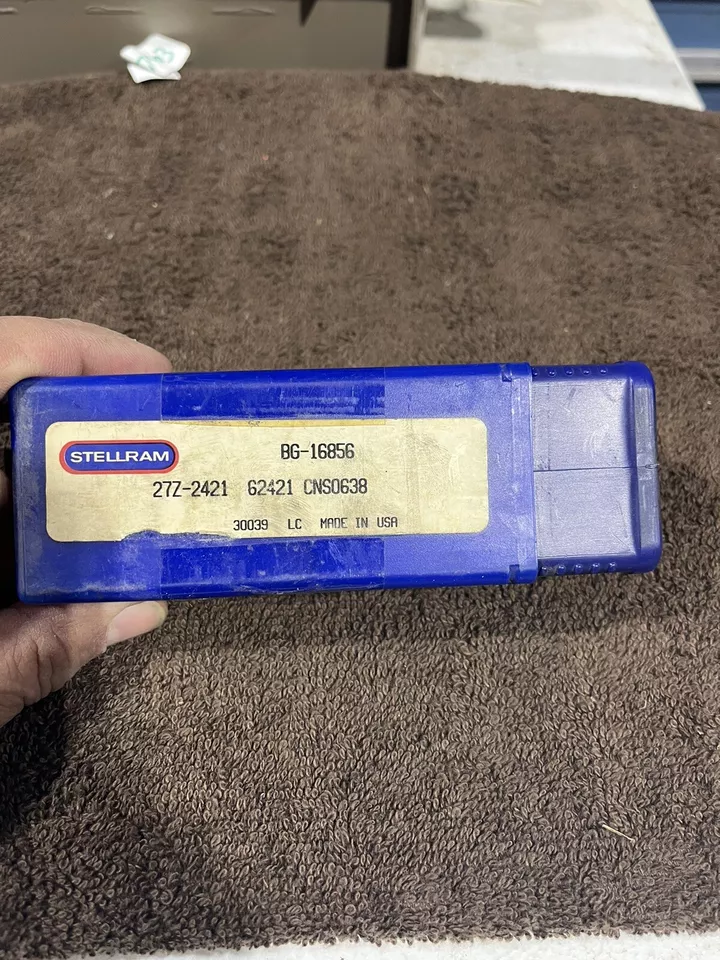 STELLRAM
BG-16856
27Z-2421 62421 CNS0638
30039 LC MADE IN USA